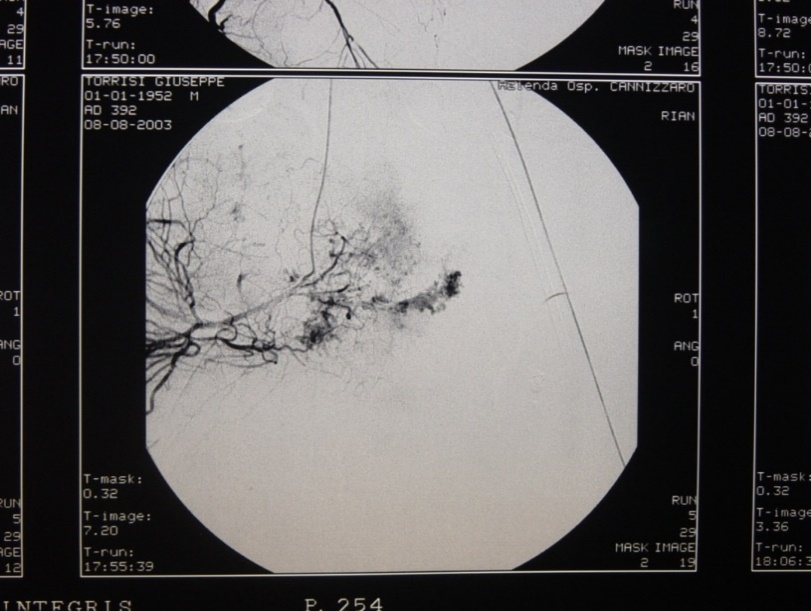 T-image:
5.76
T-run:
17:50:00
RUN
4
29
MASK IMAGE
2 16
4
29
AGE
11
T-image
8.72
T-run:
17:50:0
TORRISI GIUSEPPE
01-01-1952 M
AD 392
08-08-2003
Azienda Osp. CANNIZZARO
RIAN
ROT
1
ANG
0
T-mask:
0.32
T-image:
7.20
T-run:
17:55:39
RUN
5
29
MASK IMAGE
2 19
RO
IAN
ROT
1
ANG
0
RUN
5
29
AGE
12
TORRIS
01-01-
AD 392
08-08-
T-mask:
0.32
T-image
3.36
T-run:
18:06:3
INTEGRIS P. 254